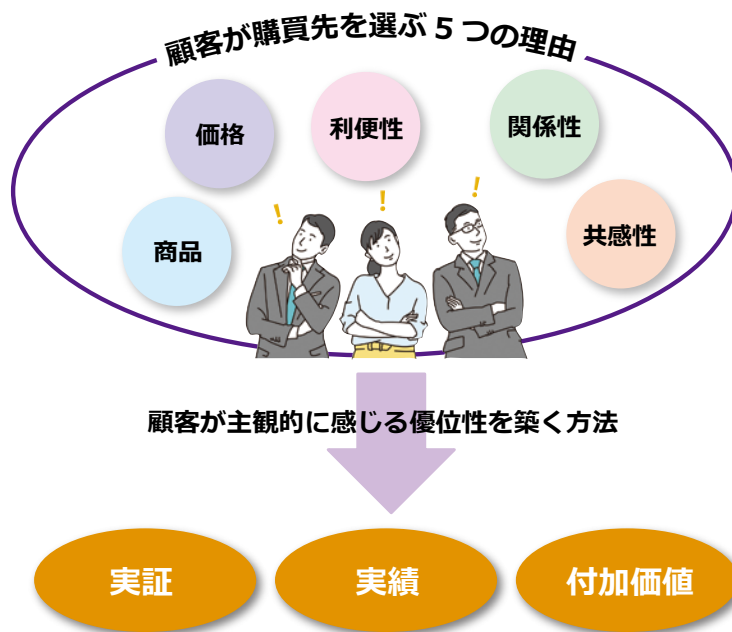 顧客が購買先を選ぶ5つの理由
価格
利便性
関係性
商品
共感性
！
！
！
顧客が主観的に感じる優位性を築く方法
実証
実績
付加価値